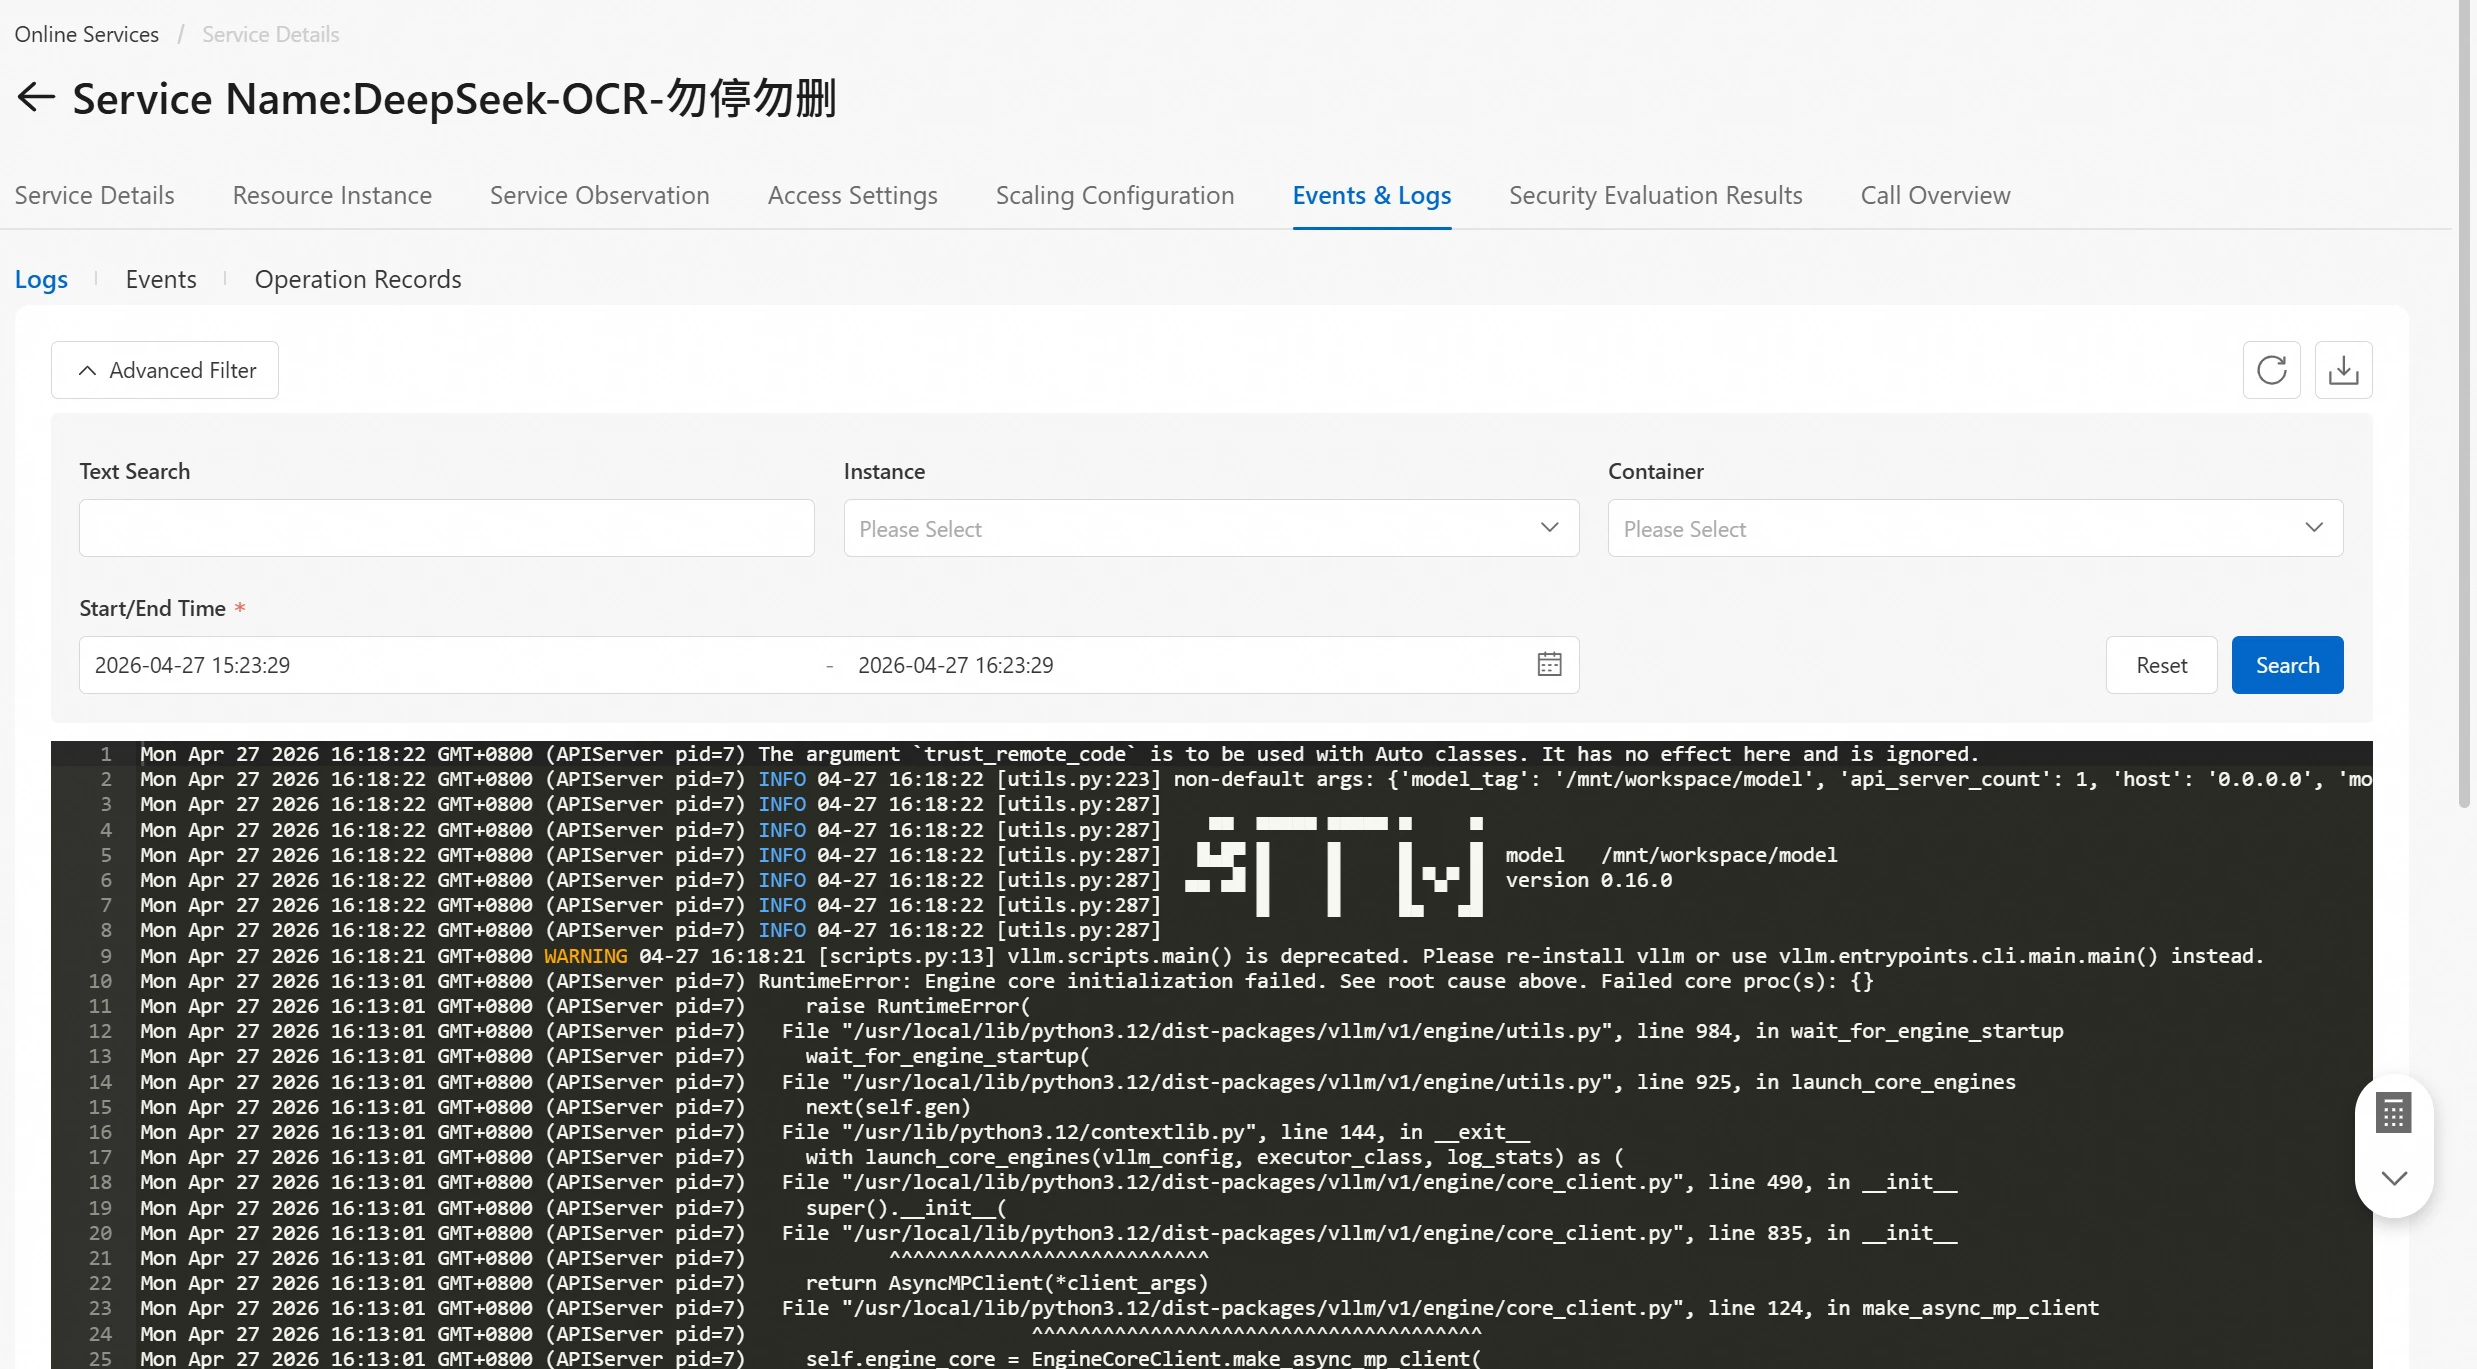 Online Services / Service Details
Service Name:DeepSeek-OCR-勿停勿删
Service Details Resource Instance Service Observation Access Settings Scaling Configuration Events & Logs Security Evaluation Results Call Overview
Logs Events Operation Records
Advanced Filter
Text Search Instance Container
Please Select Please Select
Start/End Time *
2026-04-27 15:23:29 - 2026-04-27 16:23:29 Reset Search
1 Mon Apr 27 2026 16:18:22 GMT+0800 (APIServer pid=7) The argument `trust_remote_code` is to be used with Auto classes. It has no effect here and is ignored.
2 Mon Apr 27 2026 16:18:22 GMT+0800 (APIServer pid=7) INFO 04-27 16:18:22 [utils.py:223] non-default args: {'model_tag': '/mnt/workspace/model', 'api_server_count': 1, 'host': '0.0.0.0', 'mo
3 Mon Apr 27 2026 16:18:22 GMT+0800 (APIServer pid=7) INFO 04-27 16:18:22 [utils.py:287]
4 Mon Apr 27 2026 16:18:22 GMT+0800 (APIServer pid=7) INFO 04-27 16:18:22 [utils.py:287]
5 Mon Apr 27 2026 16:18:22 GMT+0800 (APIServer pid=7) INFO 04-27 16:18:22 [utils.py:287] model /mnt/workspace/model
6 Mon Apr 27 2026 16:18:22 GMT+0800 (APIServer pid=7) INFO 04-27 16:18:22 [utils.py:287] version 0.16.0
7 Mon Apr 27 2026 16:18:22 GMT+0800 (APIServer pid=7) INFO 04-27 16:18:22 [utils.py:287]
8 Mon Apr 27 2026 16:18:22 GMT+0800 (APIServer pid=7) INFO 04-27 16:18:22 [utils.py:287]
9 Mon Apr 27 2026 16:18:21 GMT+0800 WARNING 04-27 16:18:21 [scripts.py:13] vllm.scripts.main() is deprecated. Please re-install vllm or use vllm.entrypoints.cli.main.main() instead.
10 Mon Apr 27 2026 16:13:01 GMT+0800 (APIServer pid=7) RuntimeError: Engine core initialization failed. See root cause above. Failed core proc(s): {}
11 Mon Apr 27 2026 16:13:01 GMT+0800 (APIServer pid=7) raise RuntimeError(
12 Mon Apr 27 2026 16:13:01 GMT+0800 (APIServer pid=7) File "/usr/local/lib/python3.12/dist-packages/vllm/v1/engine/utils.py", line 984, in wait_for_engine_startup
13 Mon Apr 27 2026 16:13:01 GMT+0800 (APIServer pid=7) wait_for_engine_startup(
14 Mon Apr 27 2026 16:13:01 GMT+0800 (APIServer pid=7) File "/usr/local/lib/python3.12/dist-packages/vllm/v1/engine/utils.py", line 925, in launch_core_engines
15 Mon Apr 27 2026 16:13:01 GMT+0800 (APIServer pid=7) next(self.gen)
16 Mon Apr 27 2026 16:13:01 GMT+0800 (APIServer pid=7) File "/usr/lib/python3.12/contextlib.py", line 144, in __exit__
17 Mon Apr 27 2026 16:13:01 GMT+0800 (APIServer pid=7) with launch_core_engines(vllm_config, executor_class, log_stats) as (
18 Mon Apr 27 2026 16:13:01 GMT+0800 (APIServer pid=7) File "/usr/local/lib/python3.12/dist-packages/vllm/v1/engine/core_client.py", line 490, in __init__
19 Mon Apr 27 2026 16:13:01 GMT+0800 (APIServer pid=7) super().__init__(
20 Mon Apr 27 2026 16:13:01 GMT+0800 (APIServer pid=7) File "/usr/local/lib/python3.12/dist-packages/vllm/v1/engine/core_client.py", line 835, in __init__
21 Mon Apr 27 2026 16:13:01 GMT+0800 (APIServer pid=7) ^^^^^^^^^^^^^^^^^^^^^^^^^^^
22 Mon Apr 27 2026 16:13:01 GMT+0800 (APIServer pid=7) return AsyncMPClient(*client_args)
23 Mon Apr 27 2026 16:13:01 GMT+0800 (APIServer pid=7) File "/usr/local/lib/python3.12/dist-packages/vllm/v1/engine/core_client.py", line 124, in make_async_mp_client
24 Mon Apr 27 2026 16:13:01 GMT+0800 (APIServer pid=7) ^^^^^^^^^^^^^^^^^^^^^^^^^^^^^^^^^^^^^^
25 Mon Apr 27 2026 16:13:01 GMT+0800 (APIServer pid=7) self.engine_core = EngineCoreClient.make_async_mp_client(